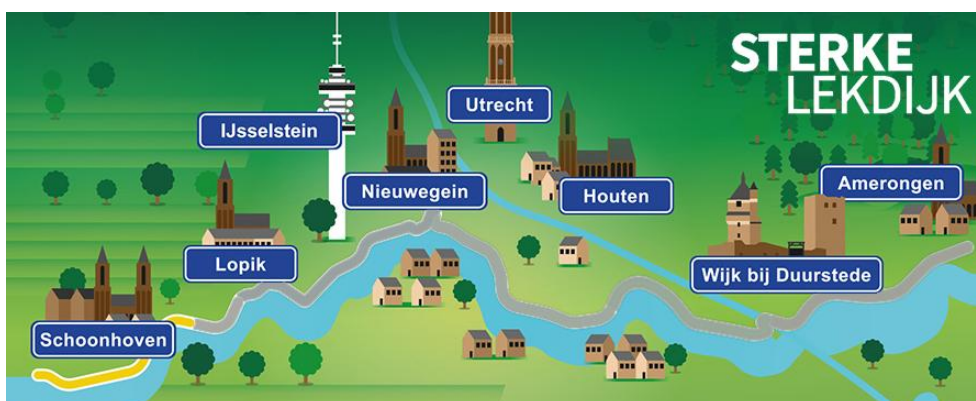 STERKE
LEKDIJK
Utrecht
IJsselstein
Nieuwegein
Houten
Amerongen
Lopik
Wijk bij Duurstede
Schoonhoven